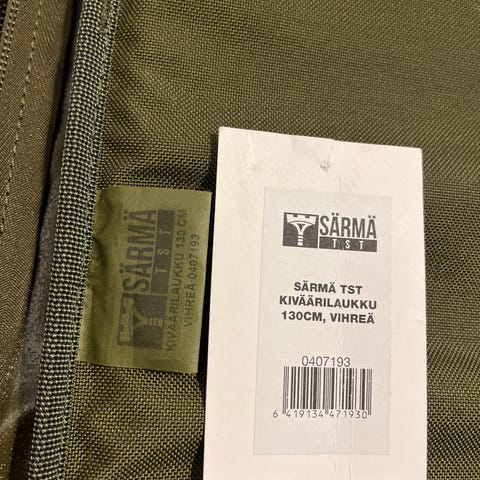 SÄRMÄ
TST
KIVÄÄRILAUKKU 130 CM
VIHREÄ 0407193
SÄRMÄ
TST
SÄRMÄ TST
KIVÄÄRILAUKKU
130CM, VIHREÄ
0407193
6 419134 471930